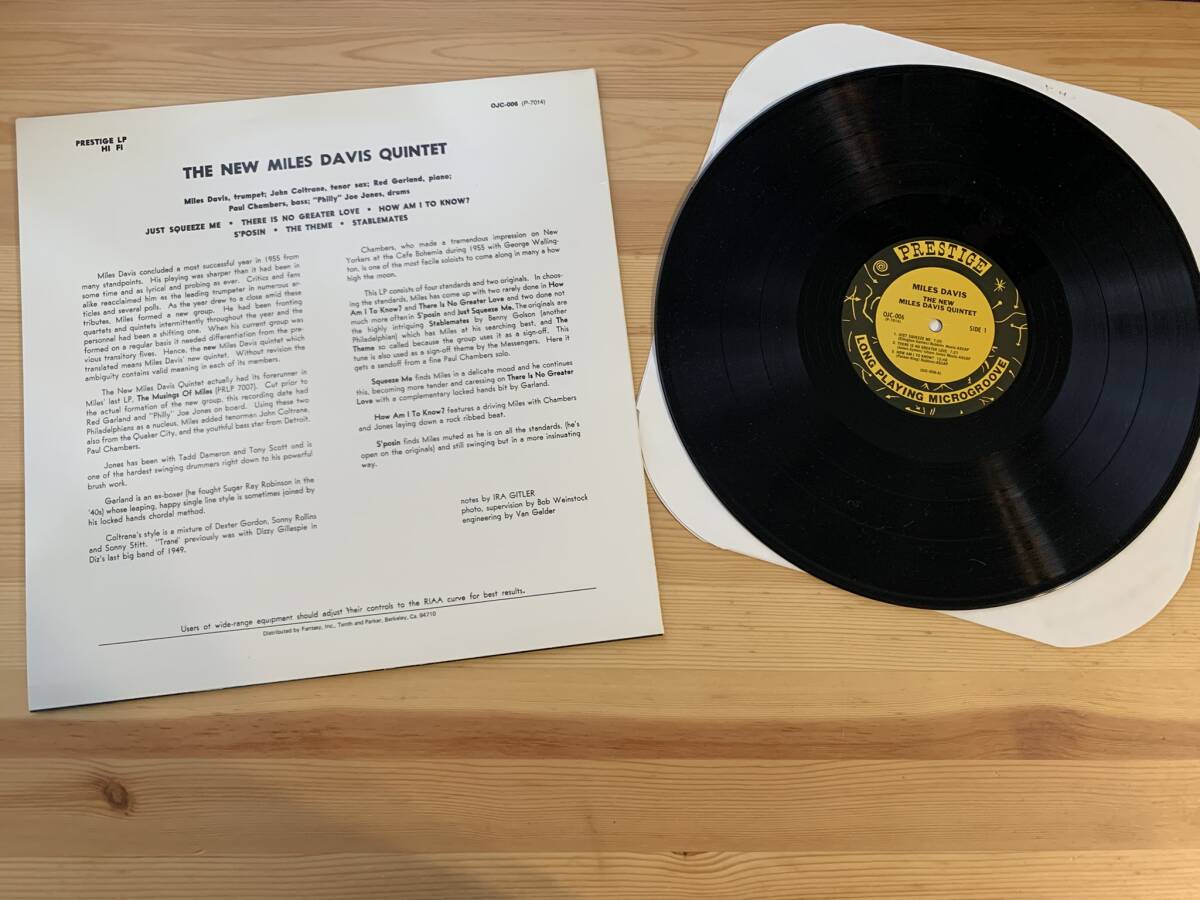 OJC-006 (P-7014)
PRESTIGE LP
HI FI
THE NEW MILES DAVIS QUINTET
Miles Davis, trumpet; John Coltrane, tenor sax; Red Garland, piano;
Paul Chambers, bass; "Philly" Joe Jones, drums
JUST SQUEEZE ME • THERE IS NO GREATER LOVE • HOW AM I TO KNOW?
S'POSIN • THE THEME • STABLEMATES
Miles Davis concluded a most successful year in 1955 from
many standpoints. His playing was sharper than it had been in
some time and as lyrical and probing as ever. Critics and fans
alike reacclaimed him as the leading trumpeter in numerous ar-
ticles and several polls. As the year drew to a close amid these
tributes, Miles formed a new group. He had been fronting
quartets and quintets intermittently throughout the year and the
personnel had been a shifting one. When his current group was
formed on a regular basis it needed differentiation from the pre-
vious transitory fives. Hence, the new Miles Davis quintet which
translated means Miles' new quintet. Without revision the
ambiguity contains valid meaning in each of its members.
The New Miles Davis Quintet actually had its forerunner in
Miles' last LP, The Musings Of Miles (PRLP 7007). Cut prior to
the actual formation of the new group, this recording date had
Red Garland and "Philly" Joe Jones on board. Using these two
Philadelphians as a nucleus, Miles added tenorman John Coltrane,
also from the Quaker City, and the youthful bass star from Detroit,
Paul Chambers.
Jones has been with Tadd Dameron and Tony Scott and is
one of the hardest swinging drummers right down to his powerful
brush work.
Garland is an ex-boxer (he fought Sugar Ray Robinson in the
'40s) whose leaping, happy single line style is sometimes joined by
his locked hands chordal method.
Coltrane's style is a mixture of Dexter Gordon, Sonny Rollins
and Sonny Stitt. "Trane" previously was with Dizzy Gillespie in
Diz's last big band of 1949.
Chambers, who made a tremendous impression on New
Yorkers at the Cafe Bohemia during 1955 with George Walling-
ton, is one of the most facile soloists to come along in many a how
high the moon.
This LP consists of four standards and two originals. In choos-
ing the standards, Miles has come up with two rarely done in How
Am I To Know? and There Is No Greater Love and two done not
much more often in S'posin and Just Squeeze Me. The originals are
the highly intriguing Stablemates by Benny Golson (another
Philadelphian) which has Miles at his searching best, and The
Theme so called because the group uses it as a sign-off. This
tune is also used as a sign-off theme by the Messengers. Here it
gets a sendoff from a fine Paul Chambers solo.
Squeeze Me finds Miles in a delicate mood and he continues
this, becoming more tender and caressing on There Is No Greater
Love with a complementary locked hands bit by Garland.
How Am I To Know? features a driving Miles with Chambers
and Jones laying down a rock ribbed beat.
S'posin finds Miles muted as he is on all the standards, (he's
open on the originals) and still swinging but in a more insinuating
way.
notes by IRA GITLER
photo, supervision by Bob Weinstock
engineering by Van Gelder
Users of wide-range equipment should adjust their controls to the RIAA curve for best results.
Distributed by Fantasy, Inc., Tenth and Parker, Berkeley, Ca. 94710
PRESTIGE
MILES DAVIS
THE NEW
MILES DAVIS QUINTET
OJC-006
(P-7014)
SIDE 1
1. JUST SQUEEZE ME
2. THERE IS NO GREATER LOVE
3. HOW AM I TO KNOW?
LONG PLAYING MICROGROOVE